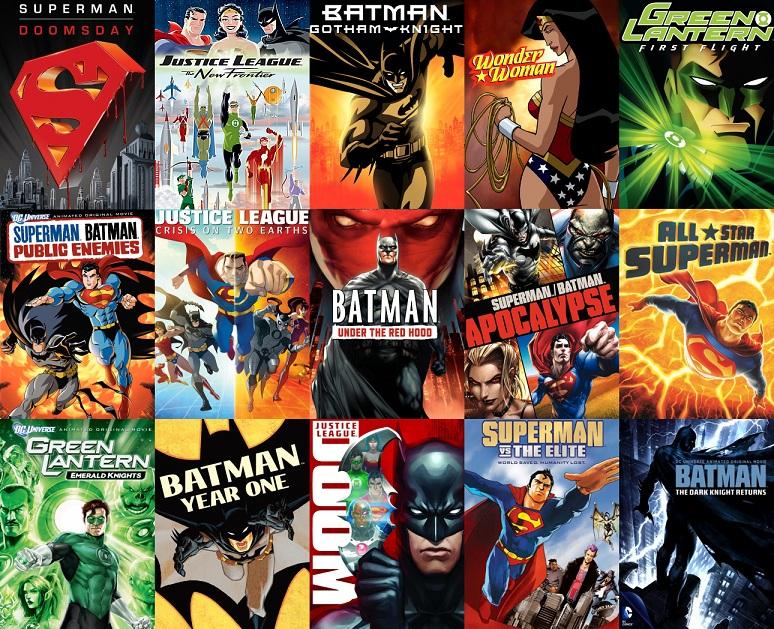 SUPERMAN
DOOMSDAY
JUSTICE LEAGUE
The New Frontier
BATMAN
GOTHAM KNIGHT
Wonder
Woman
GREEN
LANTERN
FIRST FLIGHT
DC UNIVERSE ANIMATED ORIGINAL MOVIE
SUPERMAN BATMAN
PUBLIC ENEMIES
JUSTICE LEAGUE
CRISIS ON TWO EARTHS
BATMAN
UNDER THE RED HOOD
SUPERMAN/BATMAN
APOCALYPSE
ALL ★ STAR
SUPERMAN
DC UNIVERSE ANIMATED ORIGINAL MOVIE
GREEN
LANTERN
EMERALD KNIGHTS
BATMAN
YEAR ONE
JUSTICE
LEAGUE
DOOM
SUPERMAN
VS THE ELITE
WORLD SAVED. HUMANITY LOST.
DC UNIVERSE ANIMATED ORIGINAL MOVIE
BATMAN
THE DARK KNIGHT RETURNS
DC COMICS